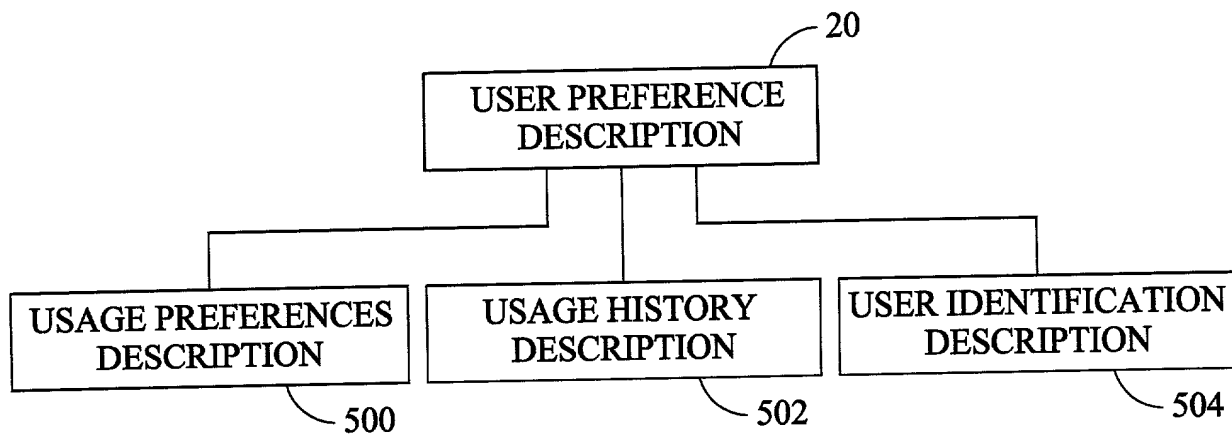 20
USER PREFERENCE
DESCRIPTION
USAGE PREFERENCES
DESCRIPTION
500
USAGE HISTORY
DESCRIPTION
502
USER IDENTIFICATION
DESCRIPTION
504